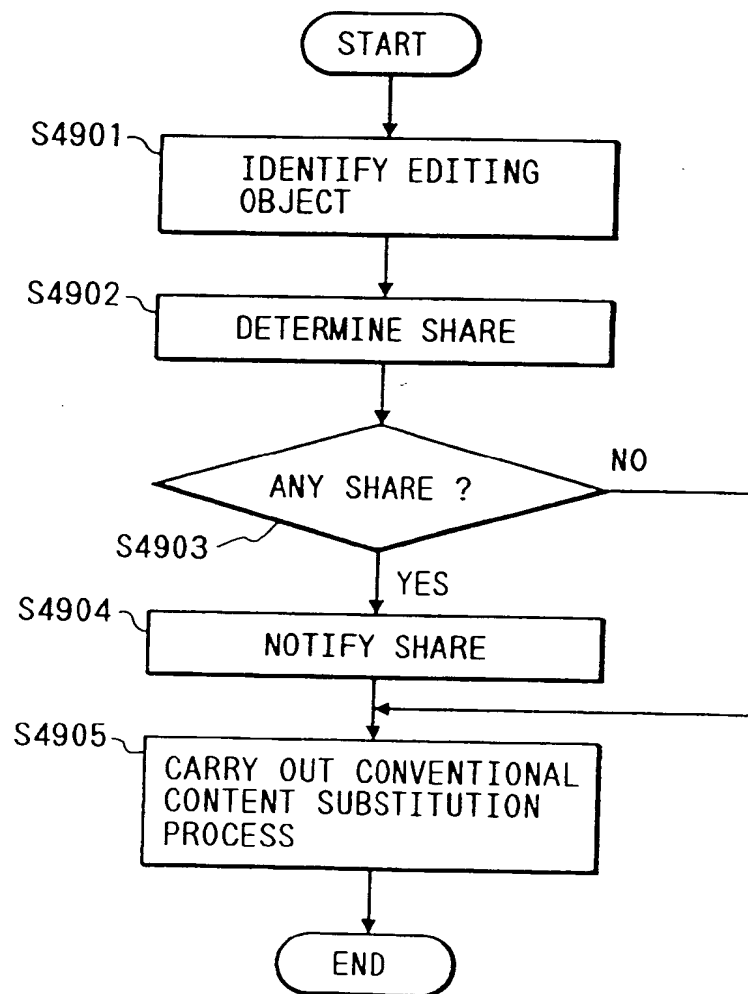 START
S4901
IDENTIFY EDITING
OBJECT
S4902
DETERMINE SHARE
ANY SHARE ?
NO
S4903
YES
S4904
NOTIFY SHARE
S4905
CARRY OUT CONVENTIONAL
CONTENT SUBSTITUTION
PROCESS
END